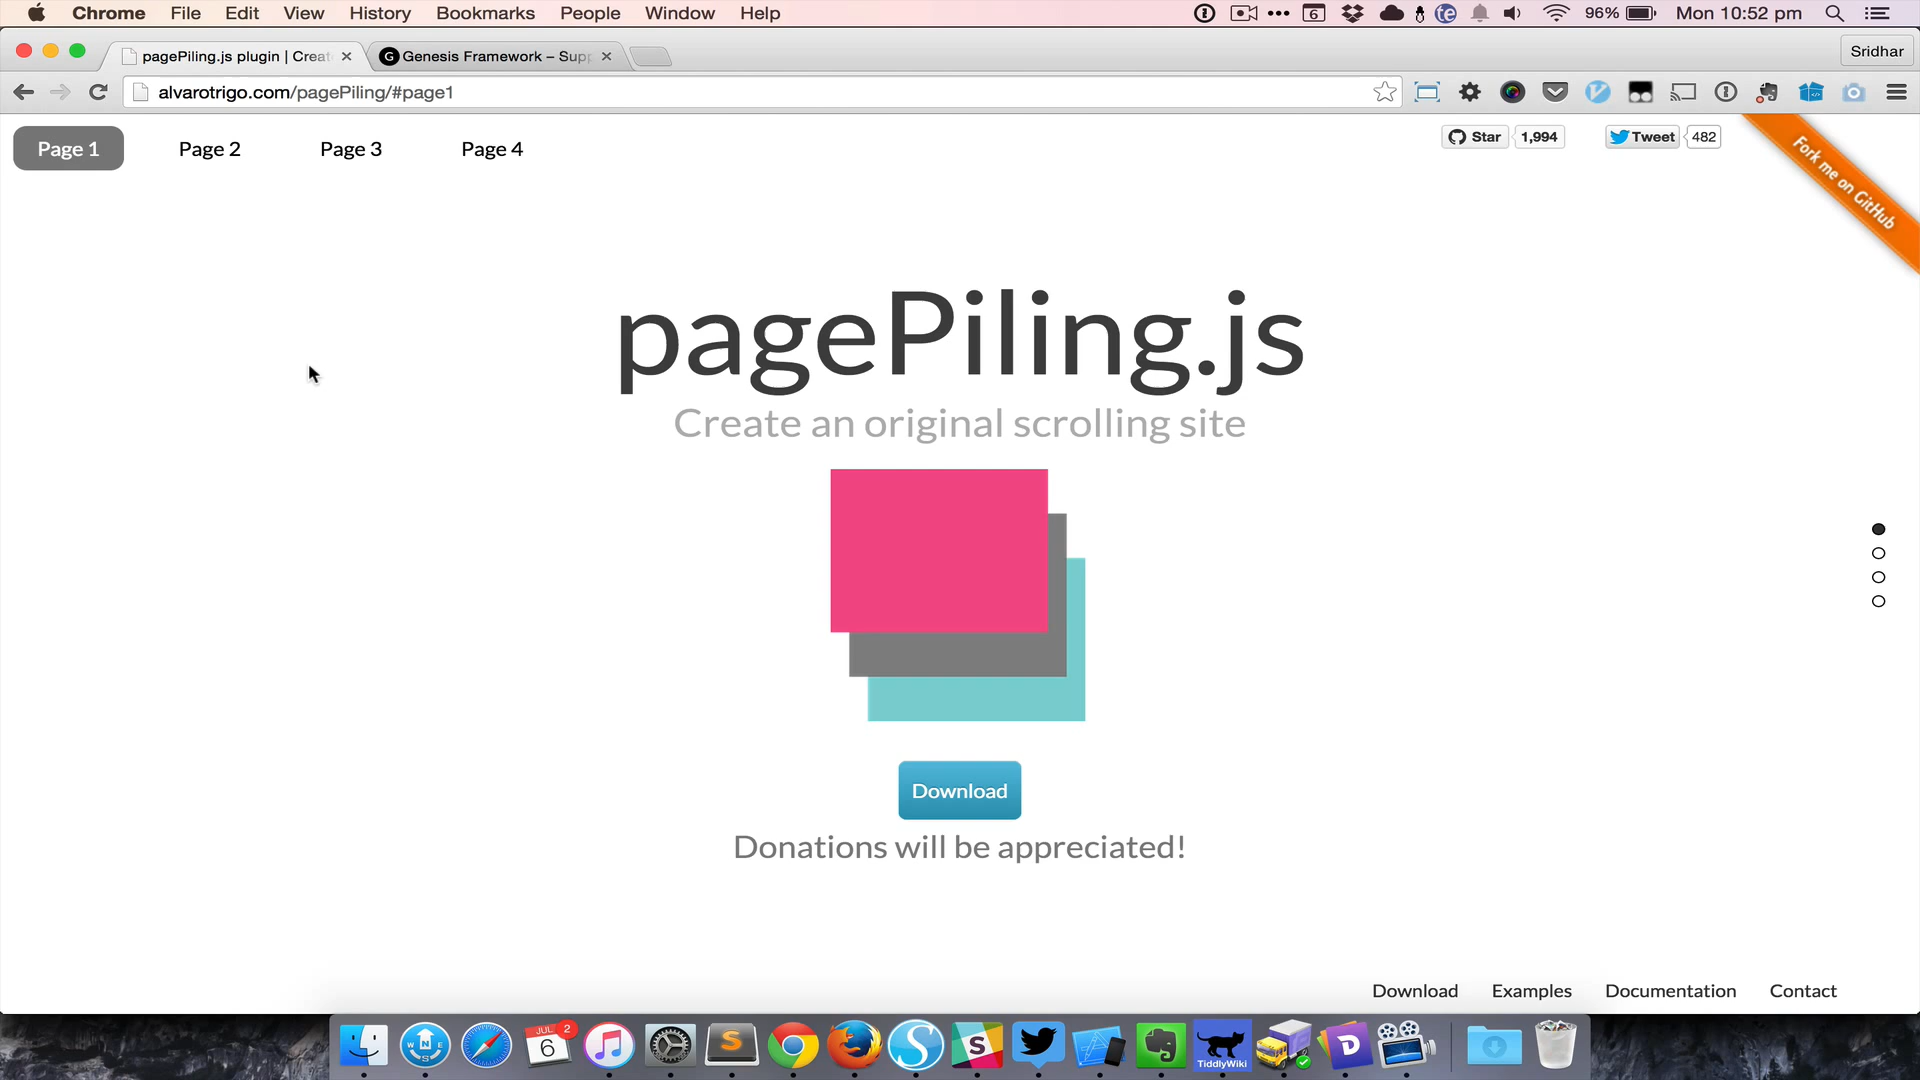 Chrome File Edit View History Bookmarks People Window Help 6 te 96% Mon 10:52 pm
pagePiling.js plugin | Creat
G Genesis Framework – Supp
Sridhar
alvarotrigo.com/pagePiling/#page1
Page 1 Page 2 Page 3 Page 4
Star 1,994 Tweet 482
Fork me on GitHub
pagePiling.js
Create an original scrolling site
Download
Donations will be appreciated!
Download Examples Documentation Contact
JUL 2
6
N
W E
S
S
S
S
D
TiddlyWiki